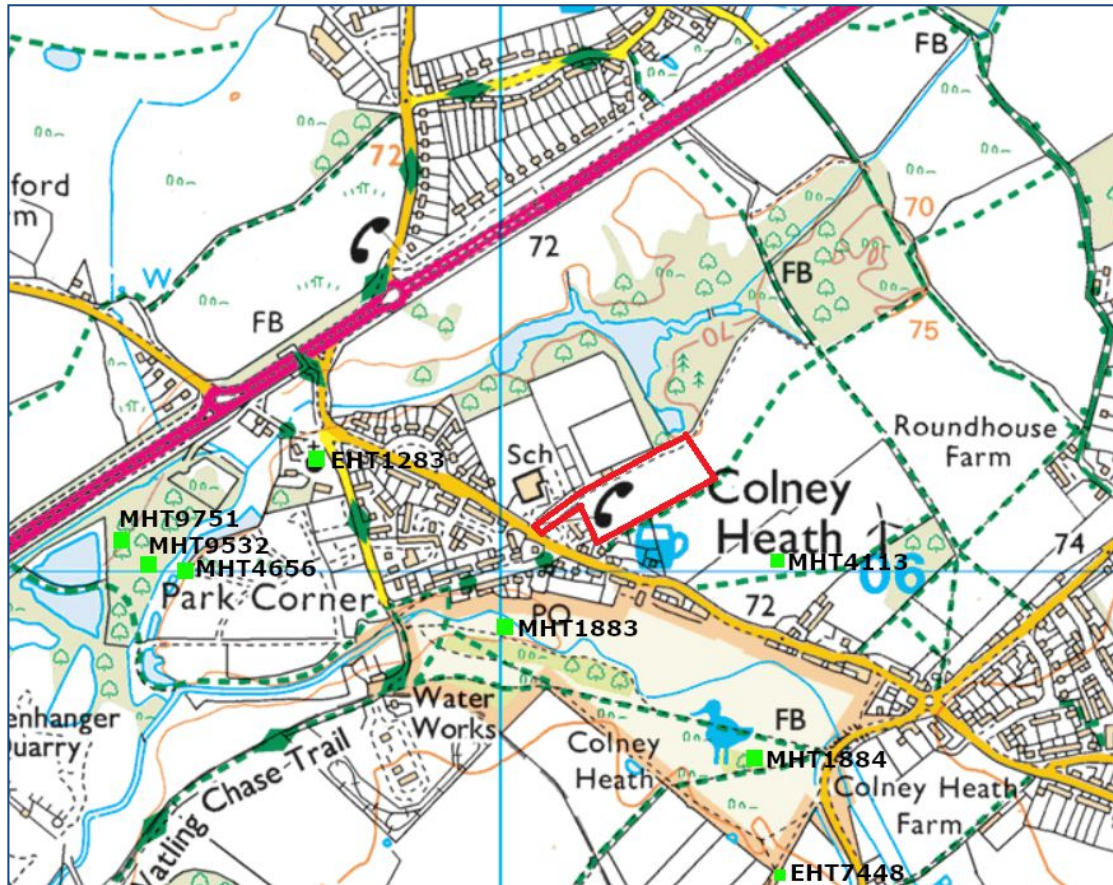 FB
72
ford
rm
W
FB
72
FB
70
75
70
Roundhouse
Farm
Sch
EHT1283
Colney
Heath
MHT9751
MHT9532
MHT4656
MHT4113
06
74
Park Corner
72
PO
MHT1883
enhanger
Quarry
Water
Works
Colney
Heath
FB
MHT1884
Colney Heath
Farm
Watling Chase Trail
EHT7448